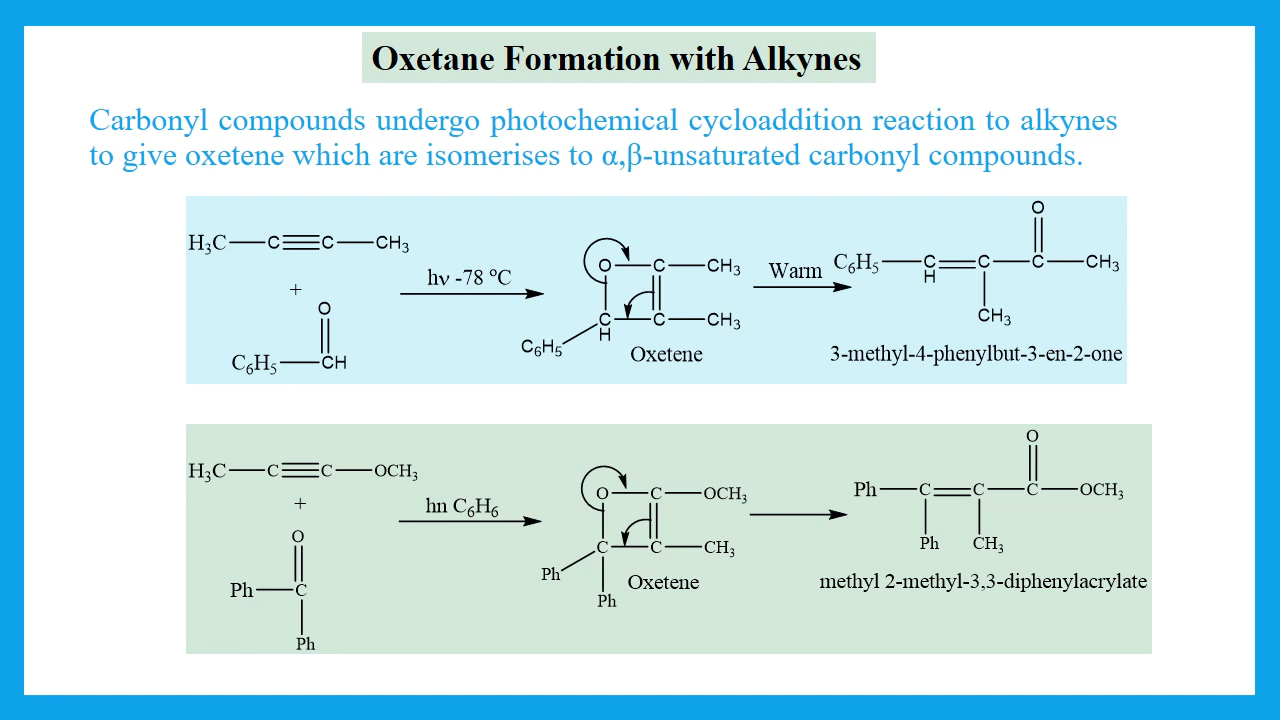 Oxetane Formation with Alkynes
Carbonyl compounds undergo photochemical cycloaddition reaction to alkynes
to give oxetene which are isomerises to α,β-unsaturated carbonyl compounds.
H₃C—C≡C—CH₃
+
O
C₆H₅—CH
hν -78 °C
O—C—CH₃
C—C—CH₃
H
C₆H₅
Oxetene
Warm
O
C₆H₅—C=C—C—CH₃
H
CH₃
3-methyl-4-phenylbut-3-en-2-one
H₃C—C≡C—OCH₃
+
O
Ph—C
Ph
hn C₆H₆
O—C—OCH₃
C—C—CH₃
Ph
Ph
Oxetene
O
Ph—C=C—C—OCH₃
Ph CH₃
methyl 2-methyl-3,3-diphenylacrylate